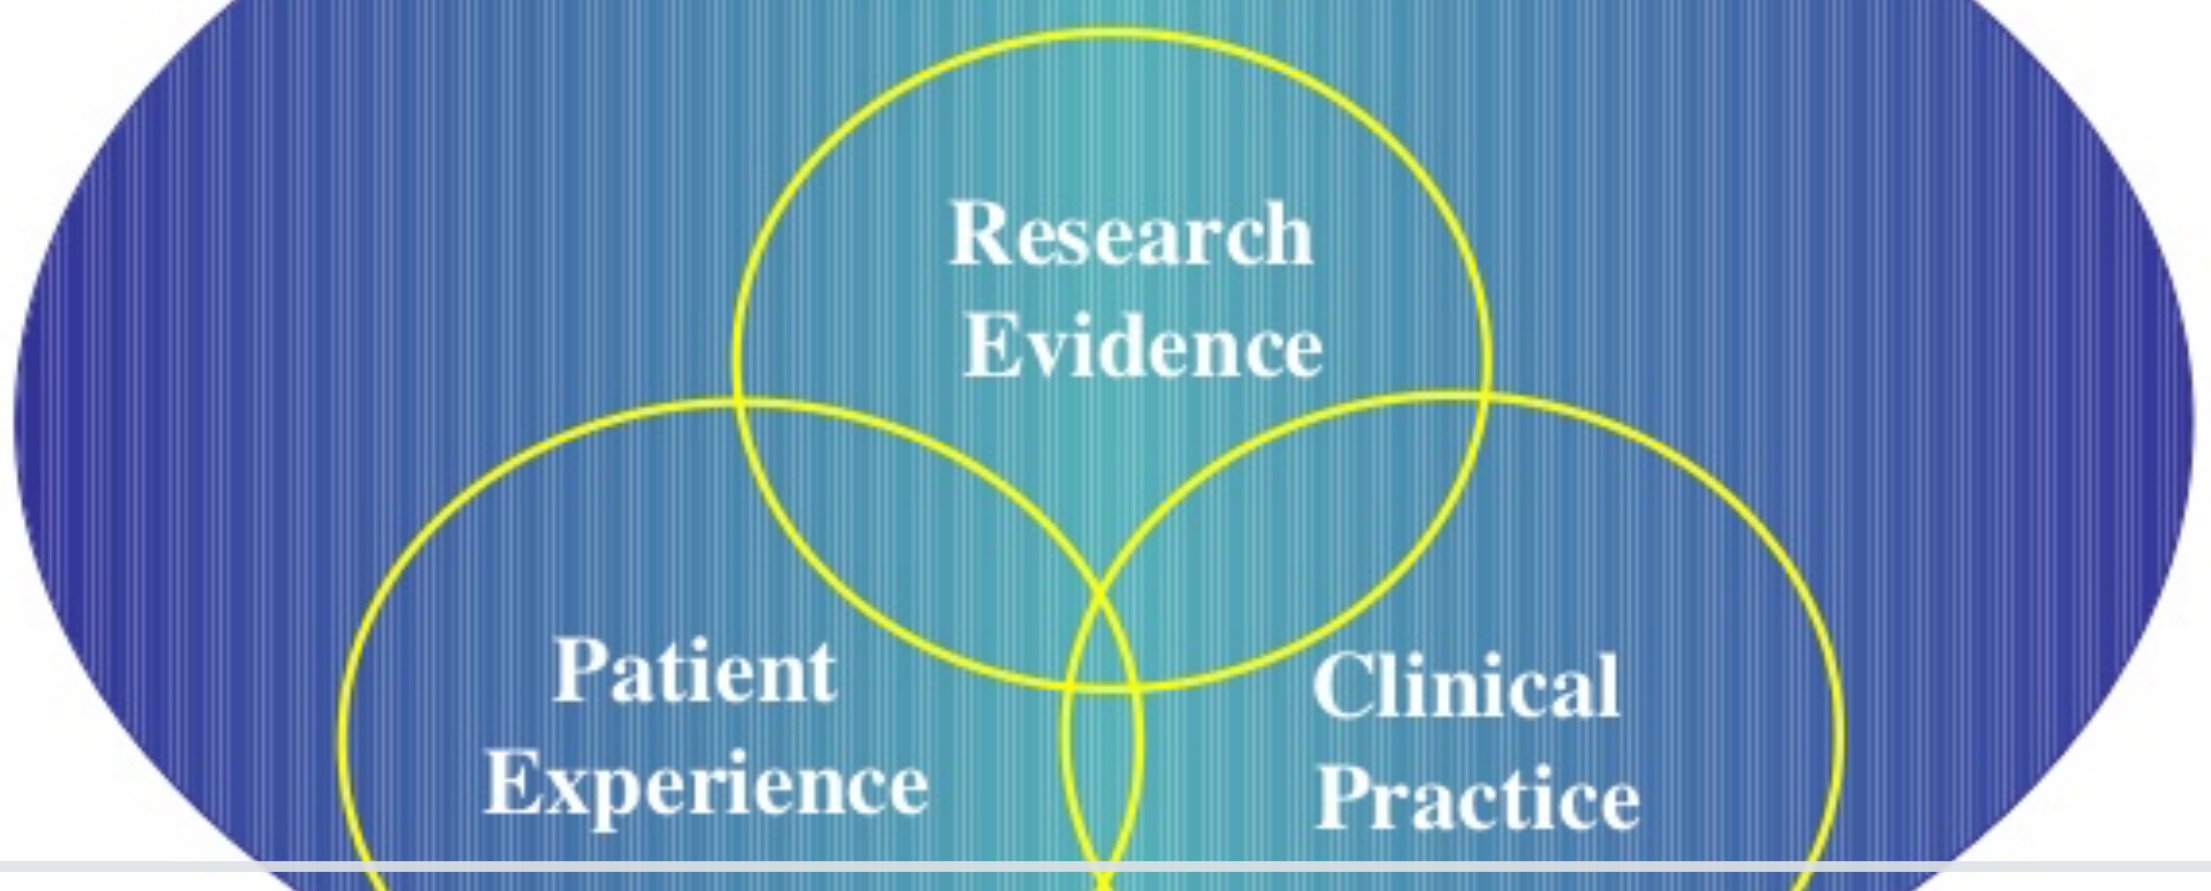 Research
Evidence
Patient
Experience
Clinical
Practice